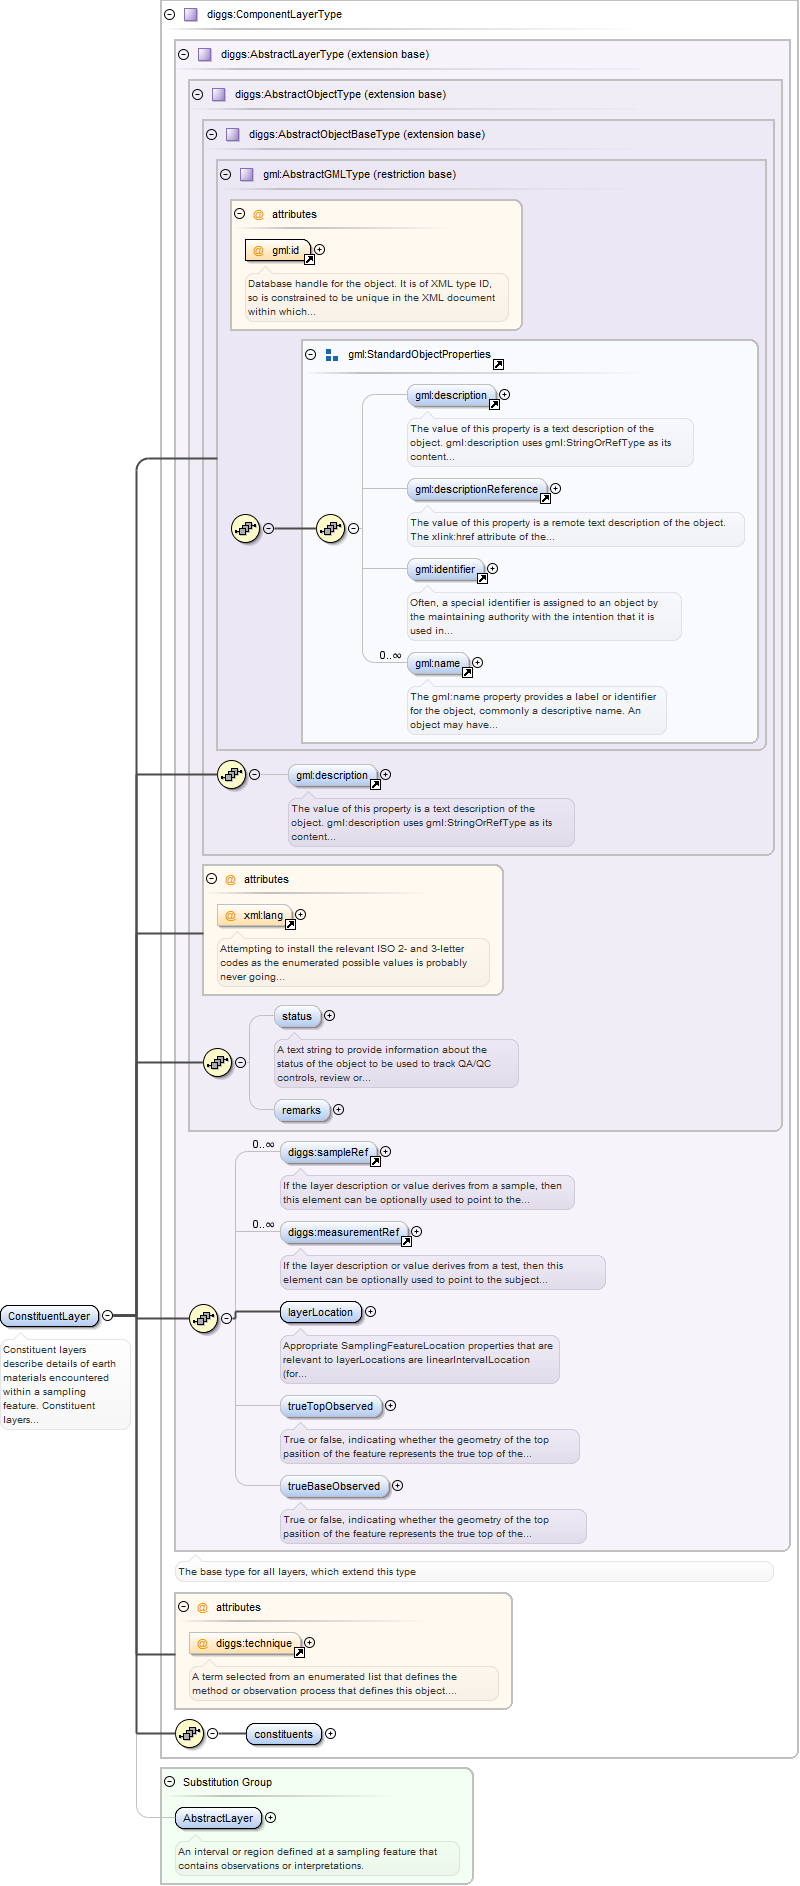 diggs:ComponentLayerType
diggs:AbstractLayerType (extension base)
diggs:AbstractObjectType (extension base)
diggs:AbstractObjectBaseType (extension base)
gml:AbstractGMLType (restriction base)
@ attributes
@ gml:id
Database handle for the object. It is of XML type ID,
so is constrained to be unique in the XML document
within which...
gml:StandardObjectProperties
gml:description
The value of this property is a text description of the
object. gml:description uses gml:StringOrRefType as its
content...
gml:descriptionReference
The value of this property is a remote text description of the object.
The xlink:href attribute of the...
gml:identifier
Often, a special identifier is assigned to an object by
the maintaining authority with the intention that it is
used in...
0..∞
gml:name
The gml:name property provides a label or identifier
for the object, commonly a descriptive name. An
object may have...
gml:description
The value of this property is a text description of the
object. gml:description uses gml:StringOrRefType as its
content...
@ attributes
@ xml:lang
Attempting to install the relevant ISO 2- and 3-letter
codes as the enumerated possible values is probably
never going...
status
A text string to provide information about the
status of the object to be used to track QA/QC
controls, review or...
remarks
0..∞
diggs:sampleRef
If the layer description or value derives from a sample, then
this element can be optionally used to point to the...
0..∞
diggs:measurementRef
If the layer description or value derives from a test, then this
element can be optionally used to point to the subject...
layerLocation
Appropriate SamplingFeatureLocation properties that are
relevant to layerLocations are linearIntervalLocation
(for...
trueTopObserved
True or false, indicating whether the geometry of the top
pasition of the feature represents the true top of the...
trueBaseObserved
True or false, indicating whether the geometry of the top
pasition of the feature represents the true top of the...
ConstituentLayer
Constituent layers
describe details of earth
materials encountered
within a sampling
feature. Constituent
layers...
The base type for all layers, which extend this type
@ attributes
@ diggs:technique
A term selected from an enumerated list that defines the
method or observation process that defines this object....
constituents
Substitution Group
AbstractLayer
An interval or region defined at a sampling feature that
contains observations or interpretations.